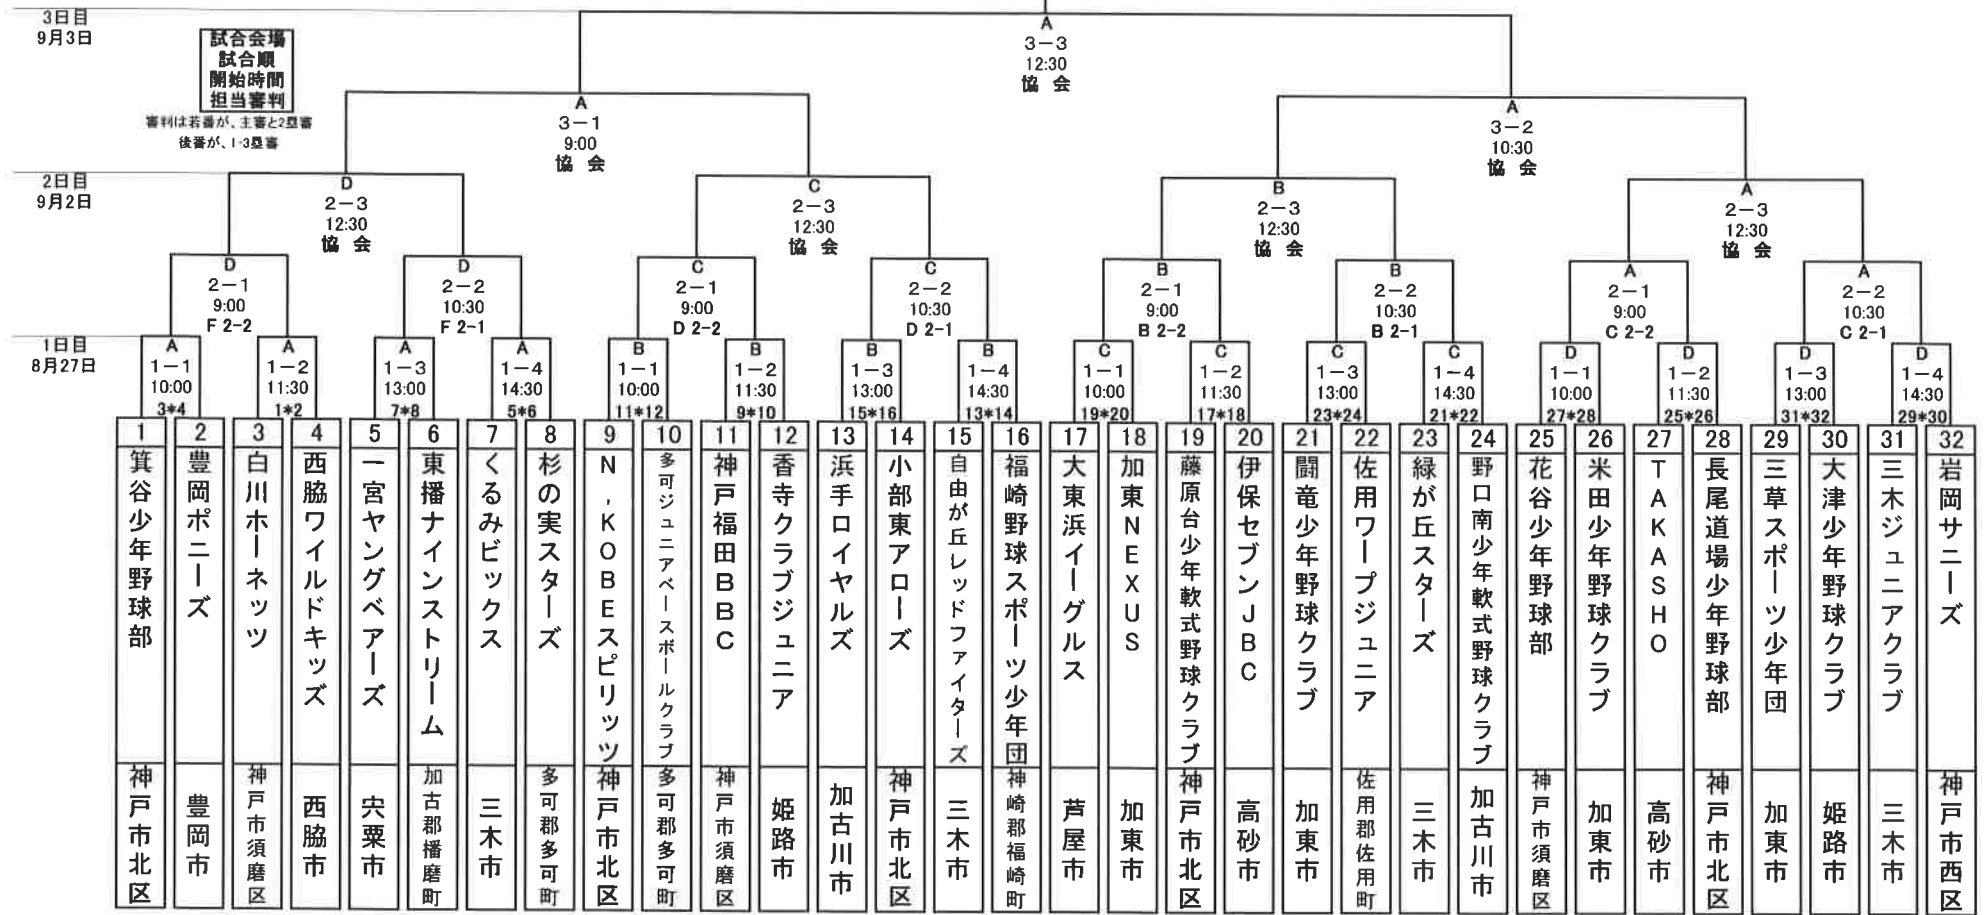 3日目
9月3日
試合会場
試合順
開始時間
担当審判
審判は若番が、主審と2塁審
後番が、1・3塁審
A
3－3
12:30
協 会
A
3－1
9:00
協 会
A
3－2
10:30
協 会
2日目
9月2日
D
2－3
12:30
協 会
C
2－3
12:30
協 会
B
2－3
12:30
協 会
A
2－3
12:30
協 会
D
2－1
9:00
F 2-2
D
2－2
10:30
F 2-1
C
2－1
9:00
D 2-2
C
2－2
10:30
D 2-1
B
2－1
9:00
B 2-2
B
2－2
10:30
B 2-1
A
2－1
9:00
C 2-2
A
2－2
10:30
C 2-1
1日目
8月27日
A
1－1
10:00
3*4
A
1－2
11:30
1*2
A
1－3
13:00
7*8
A
1－4
14:30
5*6
B
1－1
10:00
11*12
B
1－2
11:30
9*10
B
1－3
13:00
15*16
B
1－4
14:30
13*14
C
1－1
10:00
19*20
C
1－2
11:30
17*18
C
1－3
13:00
23*24
C
1－4
14:30
21*22
D
1－1
10:00
27*28
D
1－2
11:30
25*26
D
1－3
13:00
31*32
D
1－4
14:30
29*30
1
箕谷少年野球部
神戸市北区
2
豊岡ポニーズ
豊岡市
3
白川ホーネッツ
神戸市須磨区
4
西脇ワイルドキッズ
西脇市
5
一宮ヤングベアーズ
宍粟市
6
東播ナインストリーム
加古郡播磨町
7
くるみビックス
三木市
8
杉の実スターズ
多可郡多可町
9
N，KOBEスピリッツ
神戸市北区
10
多可ジュニアベースボールクラブ
多可郡多可町
11
神戸福田BBC
神戸市須磨区
12
香寺クラブジュニア
姫路市
13
浜手ロイヤルズ
加古川市
14
小部東アローズ
神戸市北区
15
自由が丘レッドファイターズ
三木市
16
福崎野球スポーツ少年団
神崎郡福崎町
17
大東浜イーグルス
芦屋市
18
加東NEXUS
加東市
19
藤原台少年軟式野球クラブ
神戸市北区
20
伊保セブンJBC
高砂市
21
闘竜少年野球クラブ
加東市
22
佐用ワープジュニア
佐用郡佐用町
23
緑が丘スターズ
三木市
24
野口南少年軟式野球クラブ
加古川市
25
花谷少年野球部
神戸市須磨区
26
米田少年野球クラブ
加東市
27
TAKASHO
高砂市
28
長尾道場少年野球部
神戸市北区
29
三草スポーツ少年団
加東市
30
大津少年野球クラブ
姫路市
31
三木ジュニアクラブ
三木市
32
岩岡サニーズ
神戸市西区